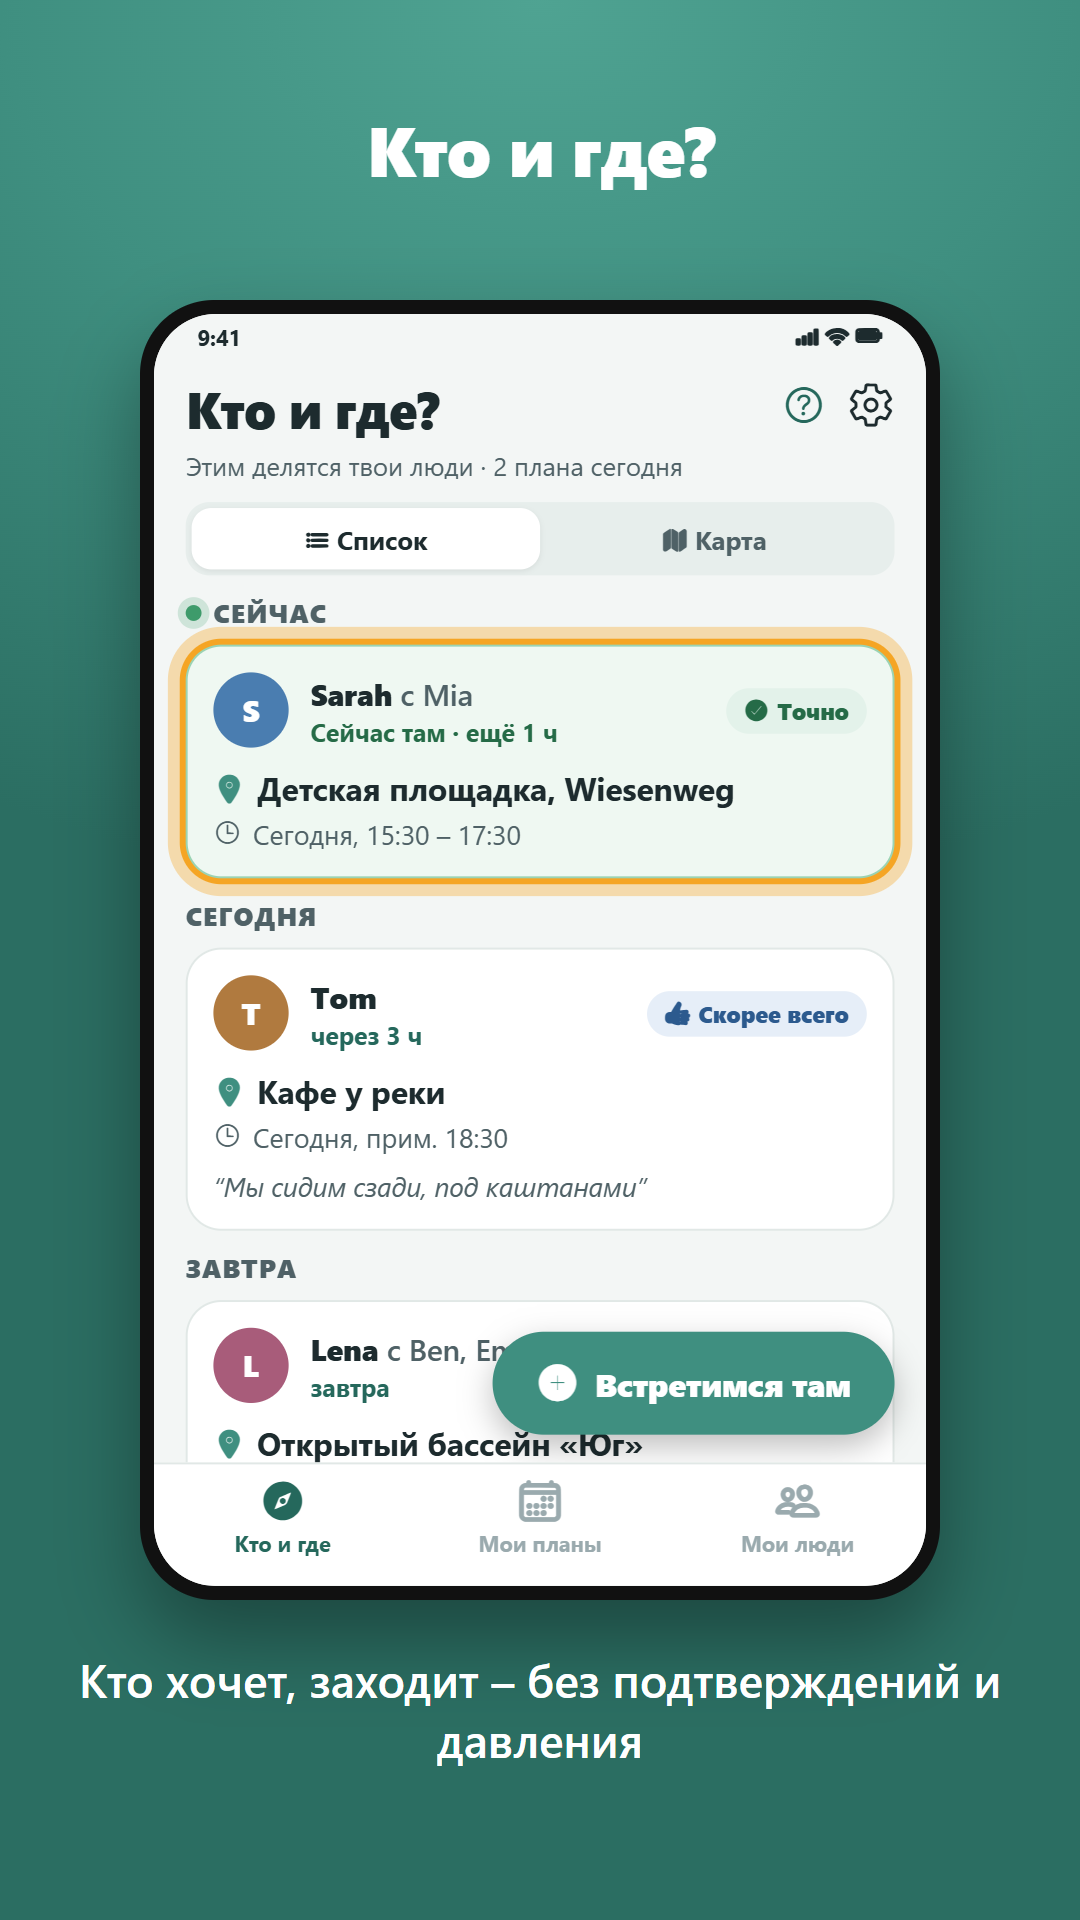 Кто и где?
9:41
Кто и где?
Этим делятся твои люди · 2 плана сегодня
Список
Карта
СЕЙЧАС
S
Sarah с Mia
Точно
Сейчас там · ещё 1 ч
Детская площадка, Wiesenweg
Сегодня, 15:30 – 17:30
СЕГОДНЯ
T
Tom
Скорее всего
через 3 ч
Кафе у реки
Сегодня, прим. 18:30
“Мы сидим сзади, под каштанами”
ЗАВТРА
L
Lena с Ben,
завтра
Встретимся там
Открытый бассейн «Юг»
Кто и где
Мои планы
Мои люди
Кто хочет, заходит – без подтверждений и
давления